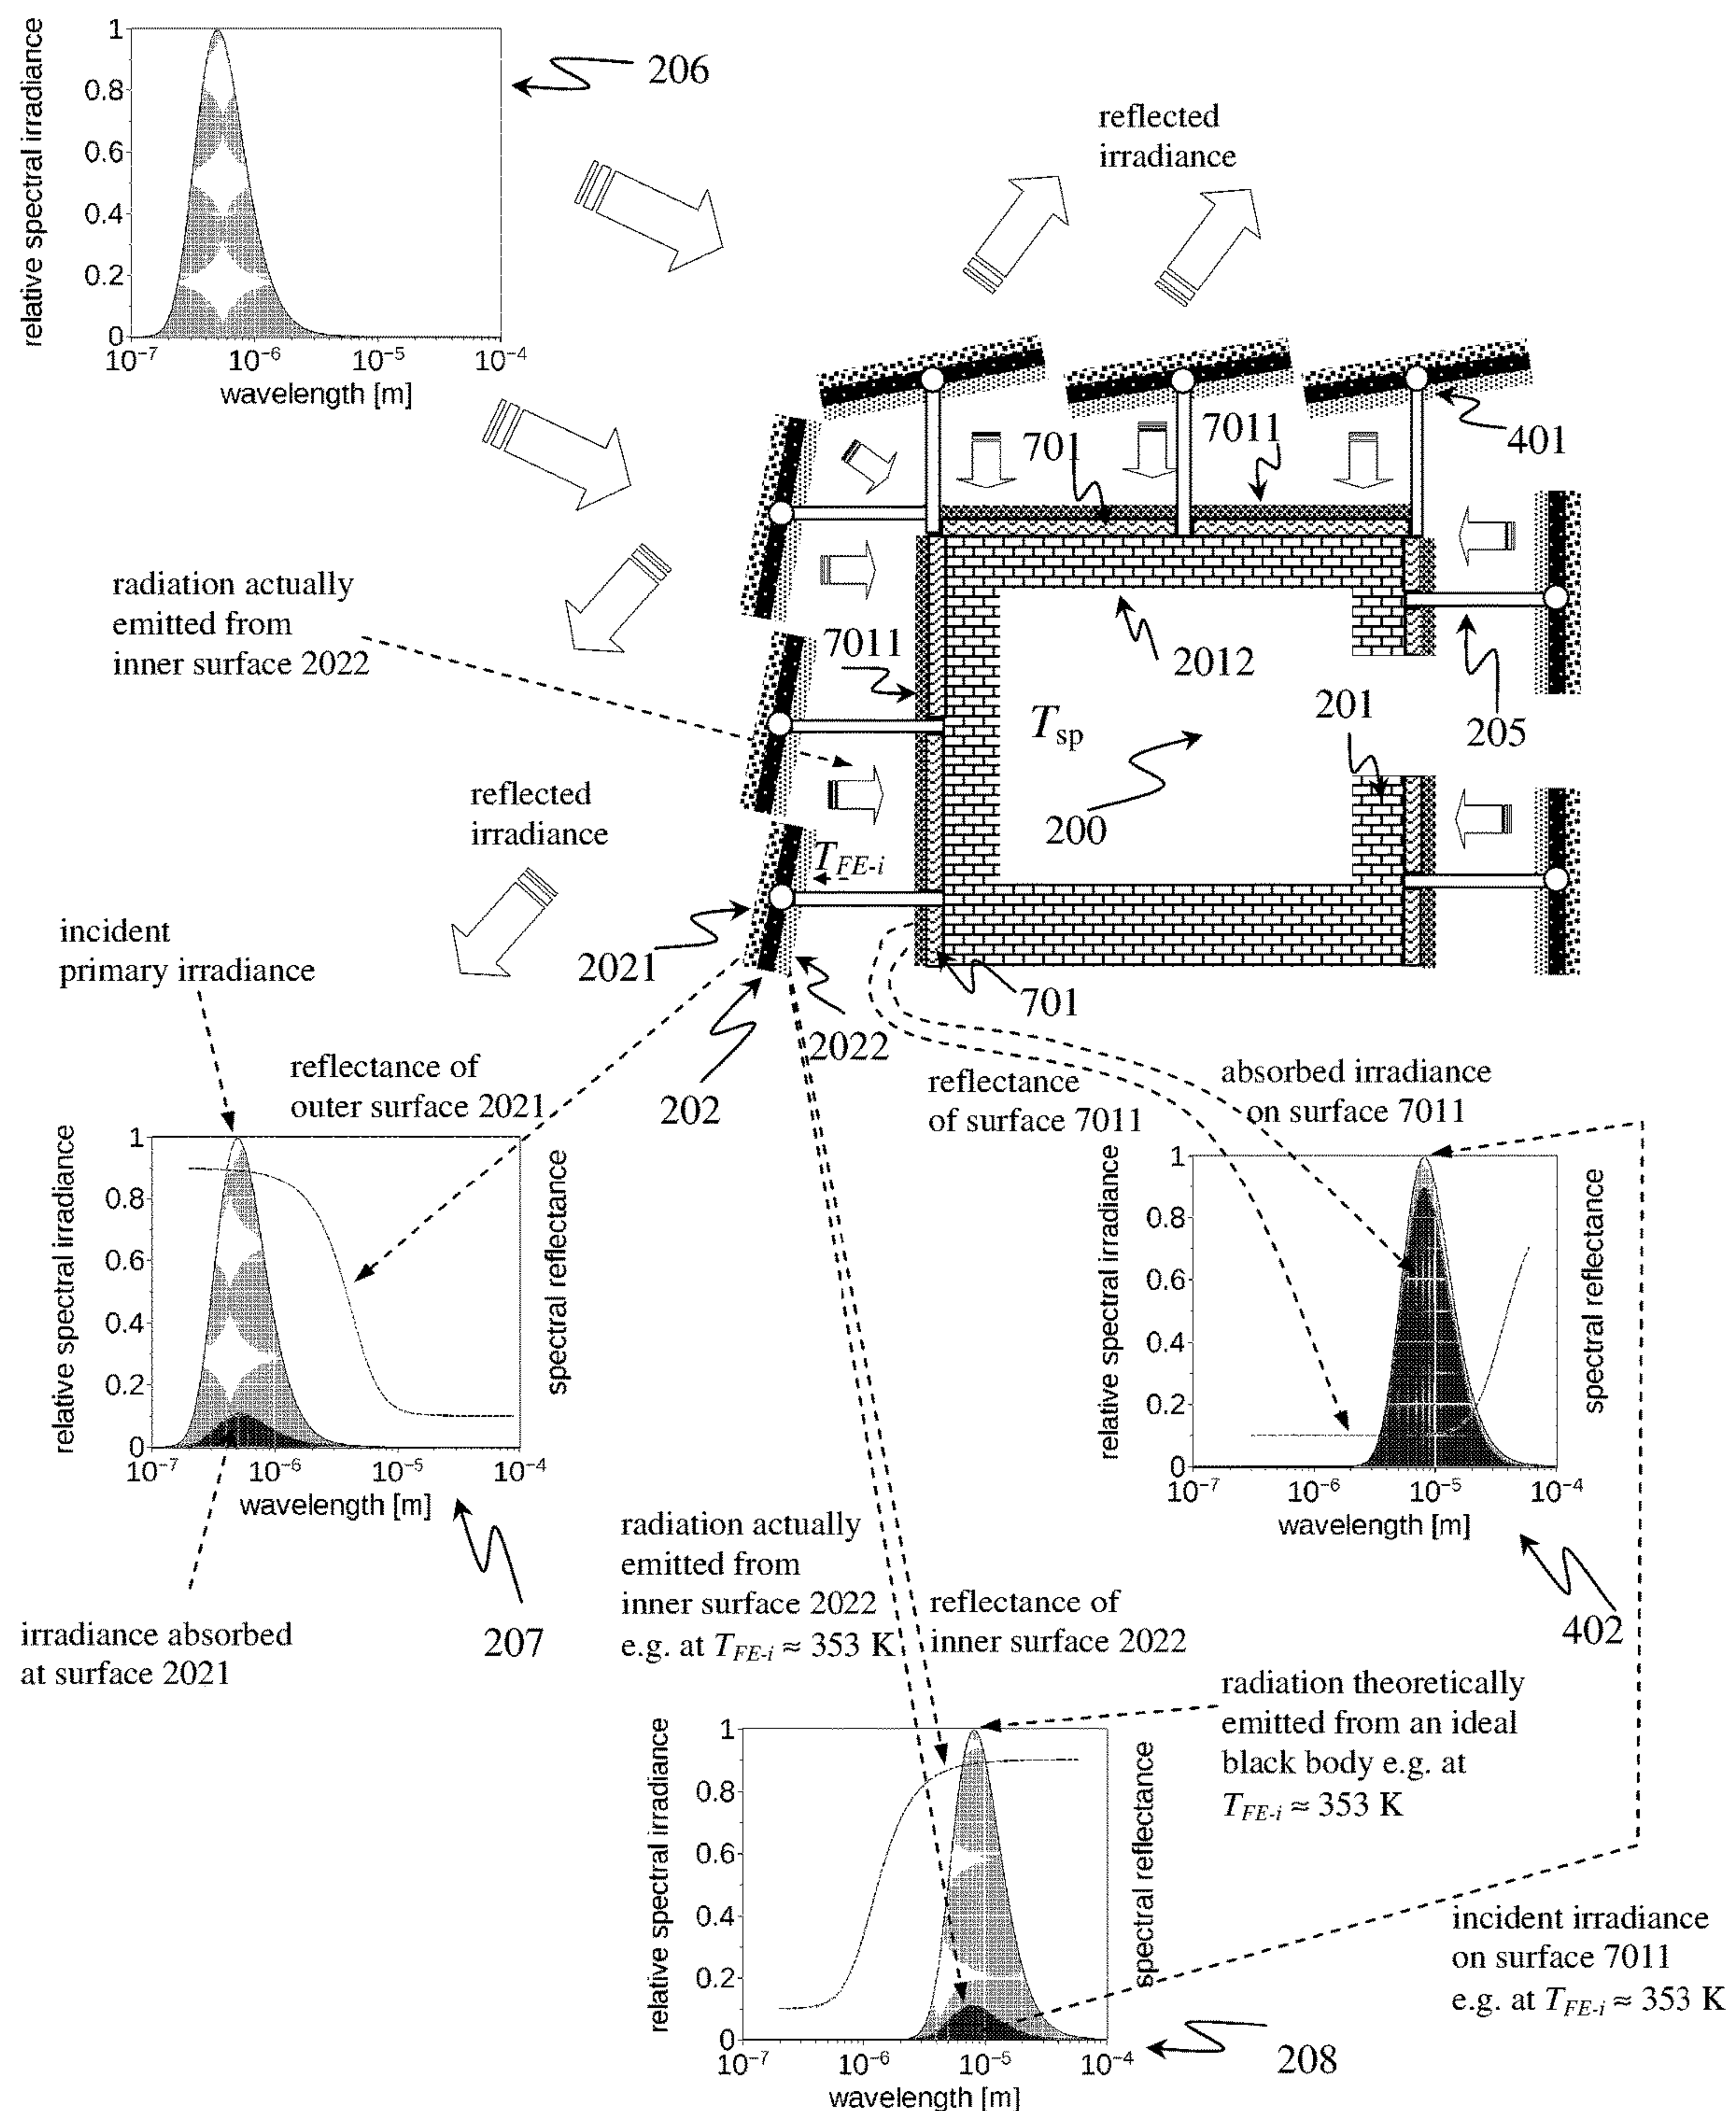 relative spectral irradiance
1
0.8
0.6
0.4
0.2
0
10⁻⁷ 10⁻⁶ 10⁻⁵ 10⁻⁴
wavelength [m]
206
reflected
irradiance
401
701
7011
radiation actually
emitted from
inner surface 2022
7011
2012
205
201
T_sp
200
reflected
irradiance
T_FE-i
2021
2022
202
701
incident
primary irradiance
reflectance of
outer surface 2021
relative spectral irradiance
1
0.8
0.6
0.4
0.2
0
10⁻⁷ 10⁻⁶ 10⁻⁵ 10⁻⁴
wavelength [m]
spectral reflectance
irradiance absorbed
at surface 2021
207
reflectance
of surface 7011
absorbed irradiance
on surface 7011
relative spectral irradiance
1
0.8
0.6
0.4
0.2
0
10⁻⁷ 10⁻⁶ 10⁻⁵ 10⁻⁴
wavelength [m]
spectral reflectance
402
radiation actually
emitted from
inner surface 2022
e.g. at T_FE-i ≈ 353 K
reflectance of
inner surface 2022
radiation theoretically
emitted from an ideal
black body e.g. at
T_FE-i ≈ 353 K
relative spectral irradiance
1
0.8
0.6
0.4
0.2
0
10⁻⁷ 10⁻⁶ 10⁻⁵ 10⁻⁴
wavelength [m]
spectral reflectance
incident irradiance
on surface 7011
e.g. at T_FE-i ≈ 353 K
208